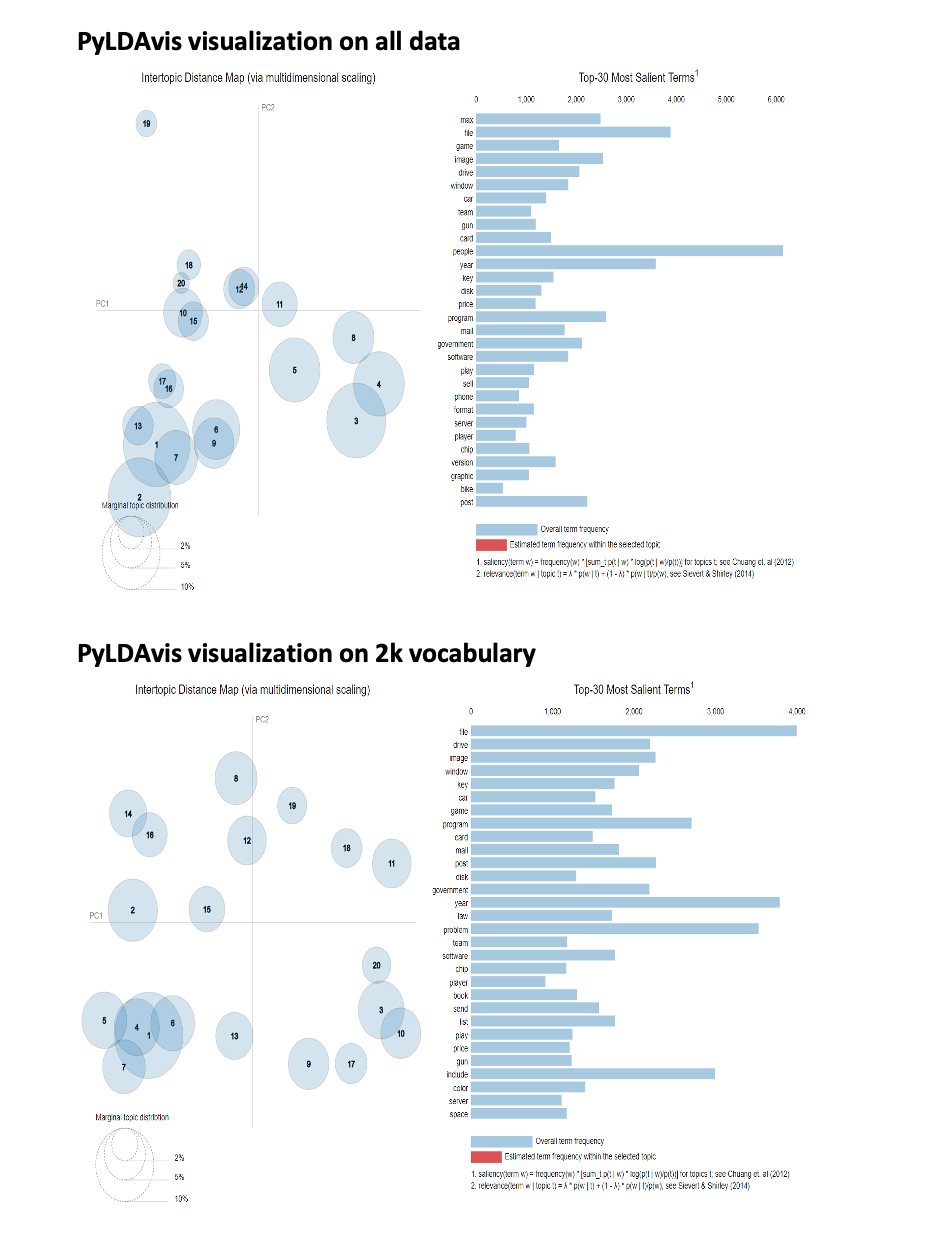 PyLDAvis visualization on all data
Intertopic Distance Map (via multidimensional scaling)
PC2
PC1
19
18
20
10
15
12
14
11
8
5
4
3
17
16
13
1
6
9
7
2
Marginal topic distribution
2%
5%
10%
Top-30 Most Salient Terms1
0 1,000 2,000 3,000 4,000 5,000 6,000
max
file
game
image
drive
window
car
team
gun
card
people
year
key
disk
price
program
mail
government
software
play
sell
phone
format
server
player
chip
version
graphic
bike
post
Overall term frequency
Estimated term frequency within the selected topic
1. saliency(term w) = frequency(w) * [sum_t p(t | w) * log(p(t | w)/p(t))] for topics t; see Chuang et. al (2012)
2. relevance(term w | topic t) = λ * p(w | t) + (1 - λ) * p(w | t)/p(w); see Sievert & Shirley (2014)
PyLDAvis visualization on 2k vocabulary
Intertopic Distance Map (via multidimensional scaling)
PC2
PC1
8
14
19
16
12
18
11
2
15
20
3
10
5
4
1
6
7
13
9
17
Marginal topic distribtion
2%
5%
10%
Top-30 Most Salient Terms1
0 1,000 2,000 3,000 4,000
file
drive
image
window
key
car
game
program
card
mail
post
disk
government
year
law
problem
team
software
chip
player
book
send
list
play
price
gun
include
color
server
space
Overall term frequency
Estimated term frequency within the selected topic
1. saliency(term w) = frequency(w) * [sum_t p(t | w) * log(p(t | w)/p(t))] for topics t; see Chuang et. al (2012)
2. relevance(term w | topic t) = λ * p(w | t) + (1 - λ) * p(w | t)/p(w); see Sievert & Shirley (2014)